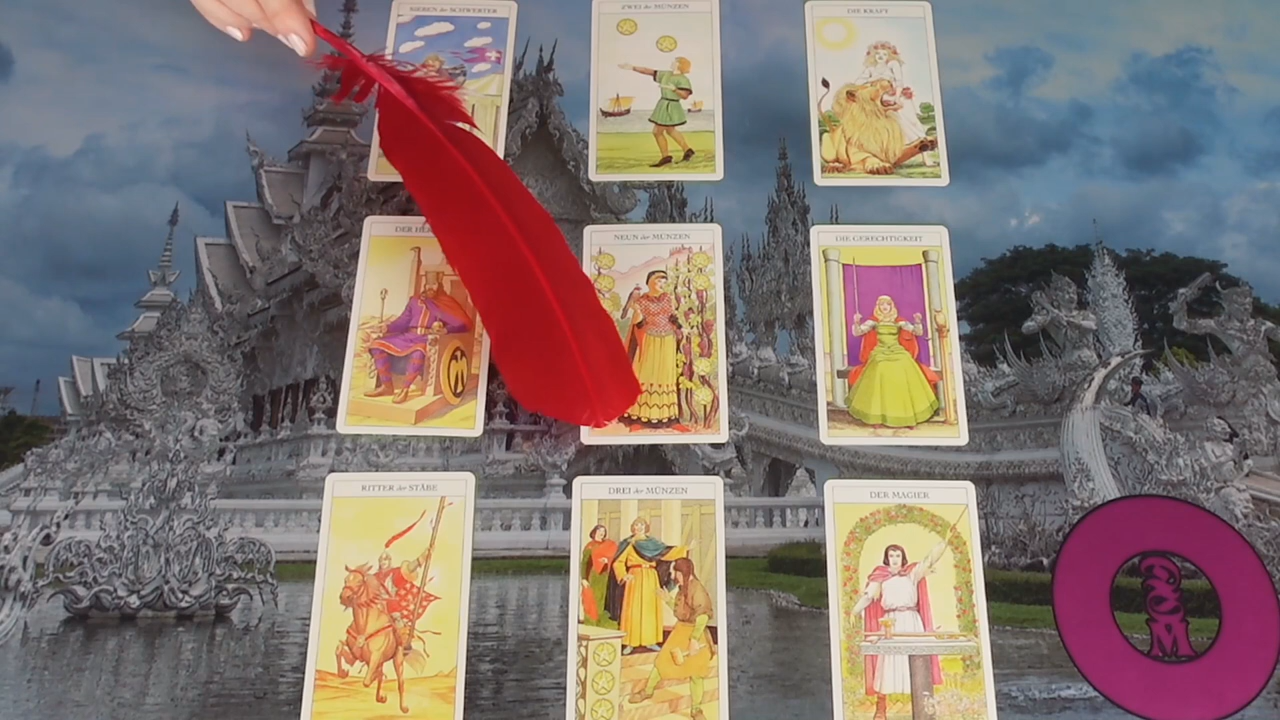 SIEBEN der SCHWERTER
ZWEI der MÜNZEN
DIE KRAFT
DER HER
NEUN der MÜNZEN
DIE GERECHTIGKEIT
RITTER der STÄBE
DREI der MÜNZEN
DER MAGIER